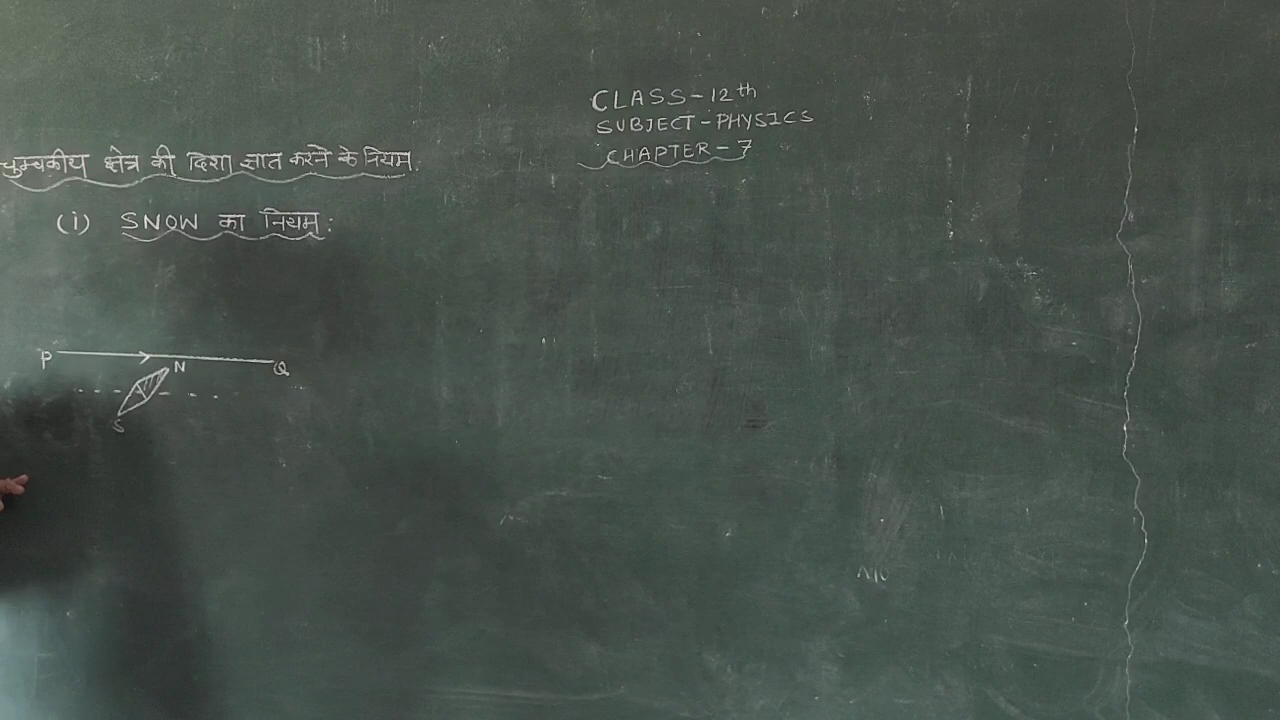 CLASS-12th
SUBJECT-PHYSICS
CHAPTER-7
चुम्बकीय क्षेत्र की दिशा ज्ञात करने के नियम.
(i) SNOW का नियम:
P
Q
N
S